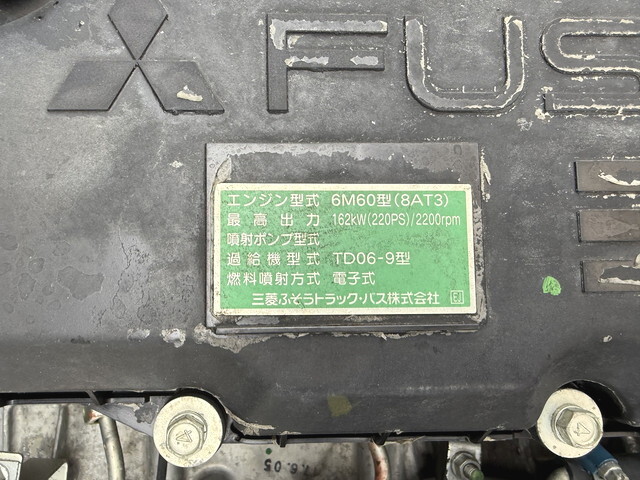 FUS
エンジン型式 6M60型(8AT3)
最高出力 162kW(220PS)/2200rpm
噴射ポンプ型式
過給機型式 TD06-9型
燃料噴射方式 電子式
三菱ふそうトラック・バス株式会社